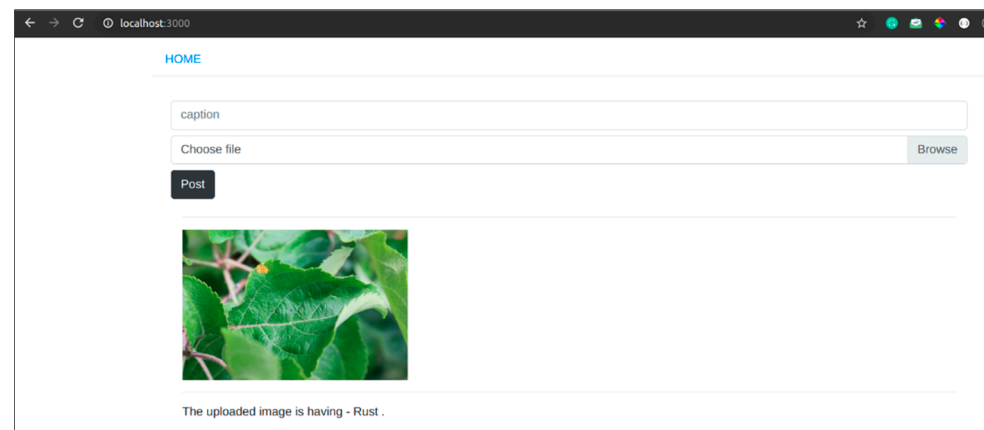 localhost:3000
HOME
caption
Choose file
Browse
Post
The uploaded image is having - Rust .